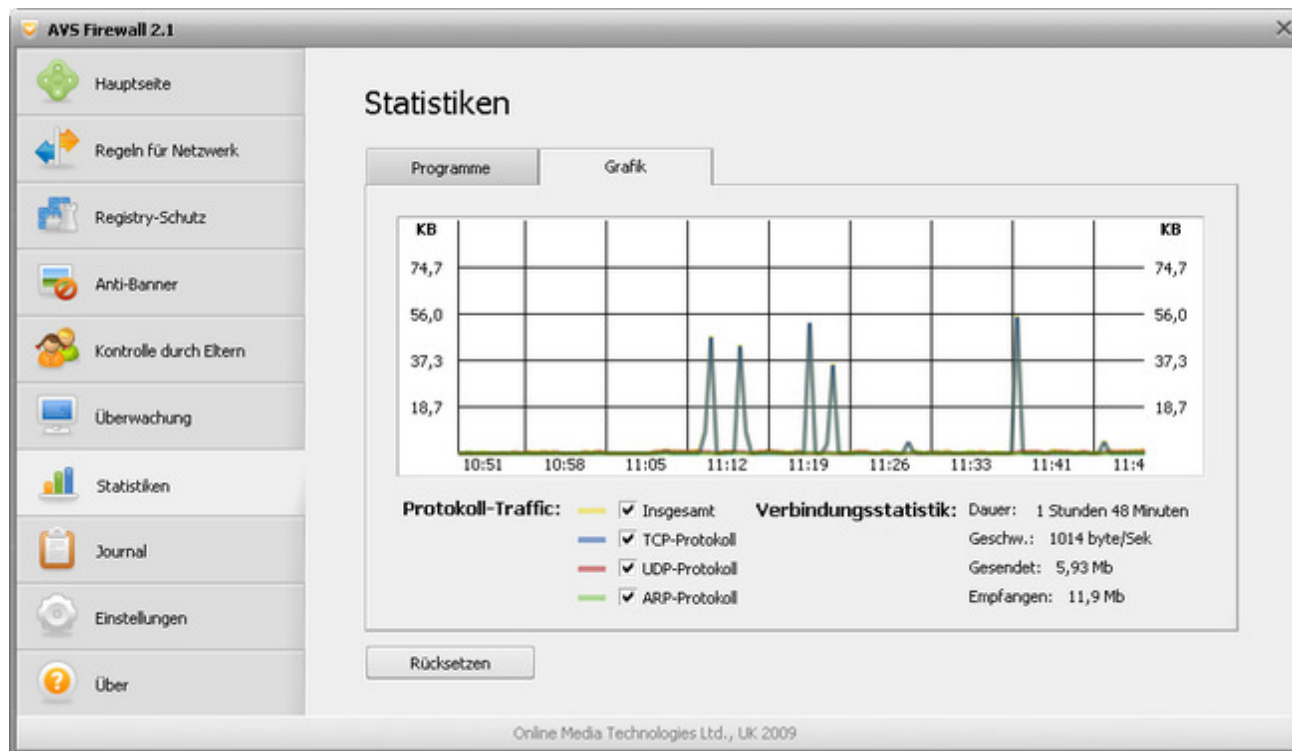 AVS Firewall 2.1
Hauptseite
Regeln für Netzwerk
Registry-Schutz
Anti-Banner
Kontrolle durch Eltern
Überwachung
Statistiken
Journal
Einstellungen
Über
Statistiken
Programme
Grafik
KB KB
74,7 74,7
56,0 56,0
37,3 37,3
18,7 18,7
10:51 10:58 11:05 11:12 11:19 11:26 11:33 11:41 11:4
Protokoll-Traffic:
Insgesamt
TCP-Protokoll
UDP-Protokoll
ARP-Protokoll
Verbindungsstatistik:
Dauer: 1 Stunden 48 Minuten
Geschw.: 1014 byte/Sek
Gesendet: 5,93 Mb
Empfangen: 11,9 Mb
Rücksetzen
Online Media Technologies Ltd., UK 2009